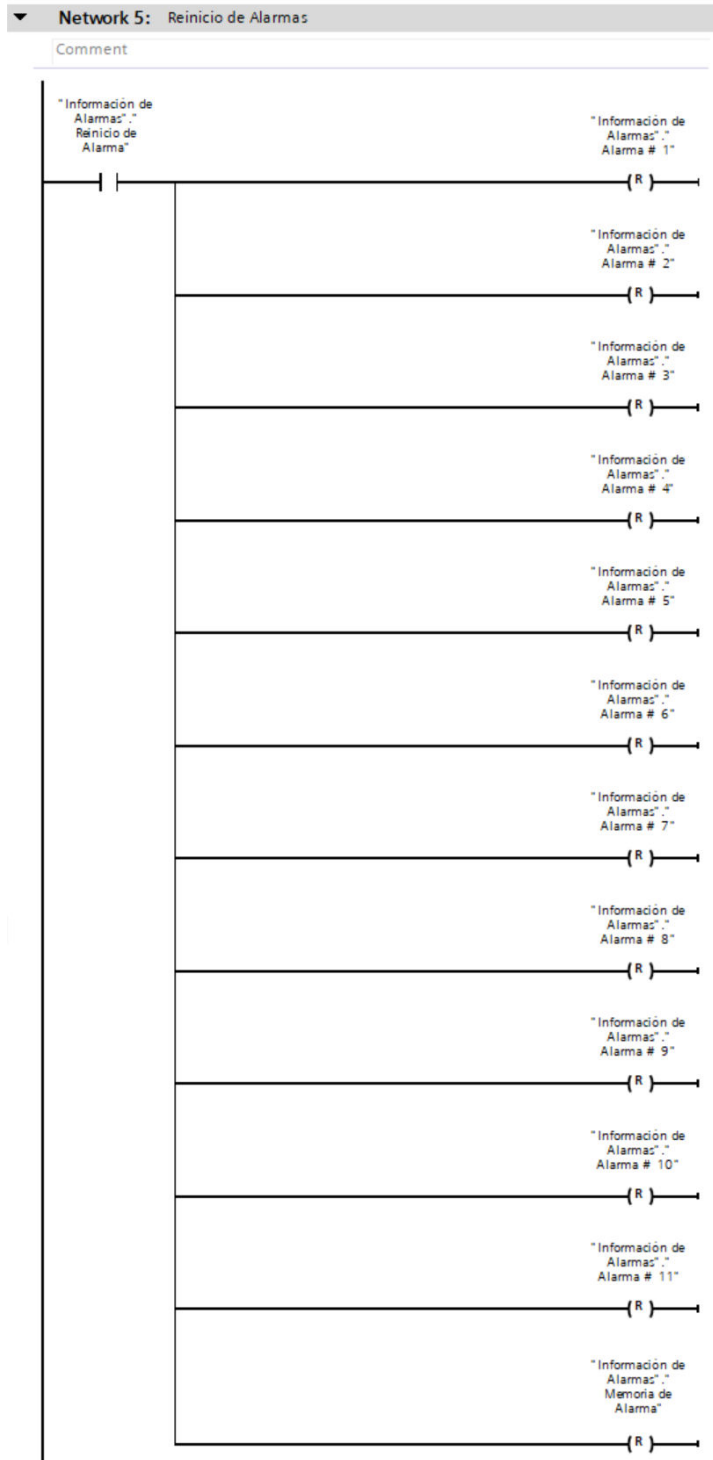 Network 5: Reinicio de Alarmas
Comment
"Información de
Alarmas"."
Reinicio de
Alarma"
"Información de
Alarmas"."
Alarma # 1"
( R )
"Información de
Alarmas"."
Alarma # 2"
( R )
"Información de
Alarmas"."
Alarma # 3"
( R )
"Información de
Alarmas"."
Alarma # 4"
( R )
"Información de
Alarmas"."
Alarma # 5"
( R )
"Información de
Alarmas"."
Alarma # 6"
( R )
"Información de
Alarmas"."
Alarma # 7"
( R )
"Información de
Alarmas"."
Alarma # 8"
( R )
"Información de
Alarmas"."
Alarma # 9"
( R )
"Información de
Alarmas"."
Alarma # 10"
( R )
"Información de
Alarmas"."
Alarma # 11"
( R )
"Información de
Alarmas"."
Memoria de
Alarma"
( R )